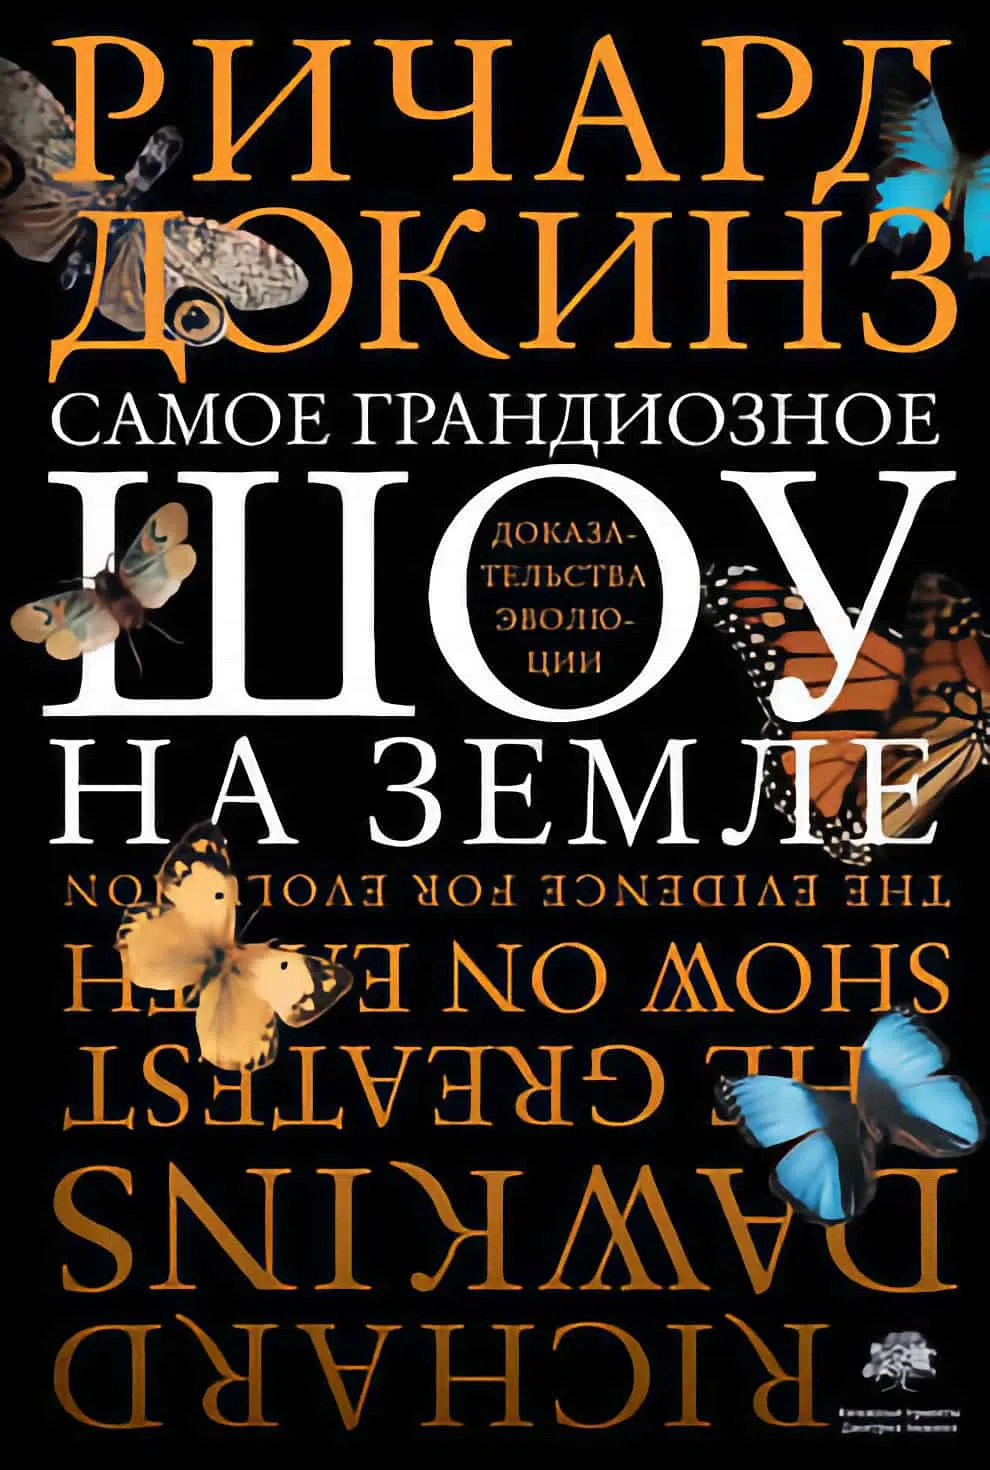 РИЧАРД
ДОКИНЗ
САМОЕ ГРАНДИОЗНОЕ
ШОУ
ДОКАЗА-
ТЕЛЬСТВА
ЭВОЛЮ-
ЦИИ
НА ЗЕМЛЕ
THE EVIDENCE FOR EVOLUTION
SHOW ON EARTH
THE GREATEST
DAWKINS
RICHARD